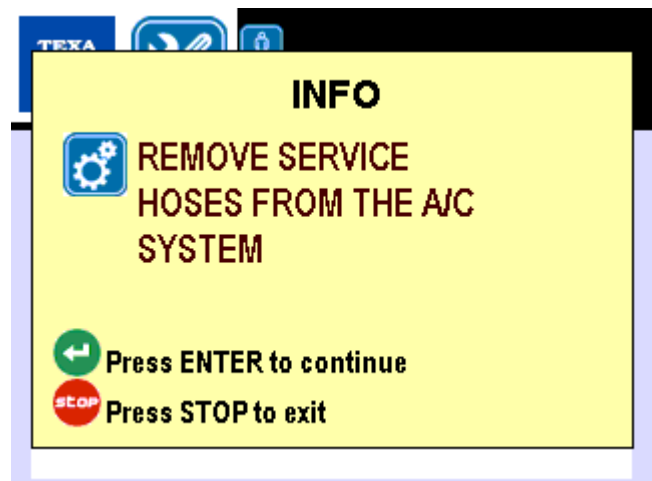 TEXA
INFO
REMOVE SERVICE
HOSES FROM THE A/C
SYSTEM
Press ENTER to continue
stop
Press STOP to exit